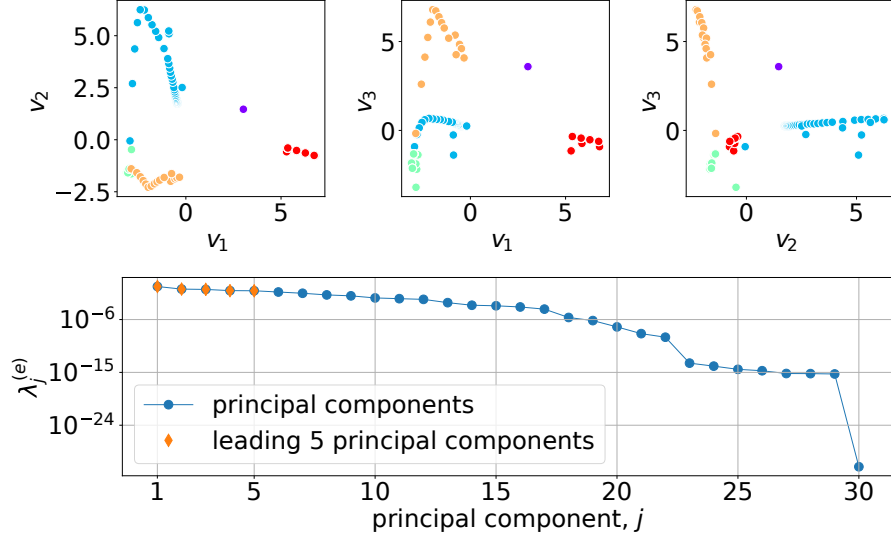 5.0
2.5
0.0
−2.5
v₂
0
5
v₁
5
0
v₃
0
5
v₁
5
0
v₃
0
5
v₂
10⁻⁶
10⁻¹⁵
10⁻²⁴
λⱼ⁽ᵉ⁾
principal components
leading 5 principal components
1
5
10
15
20
25
30
principal component, j